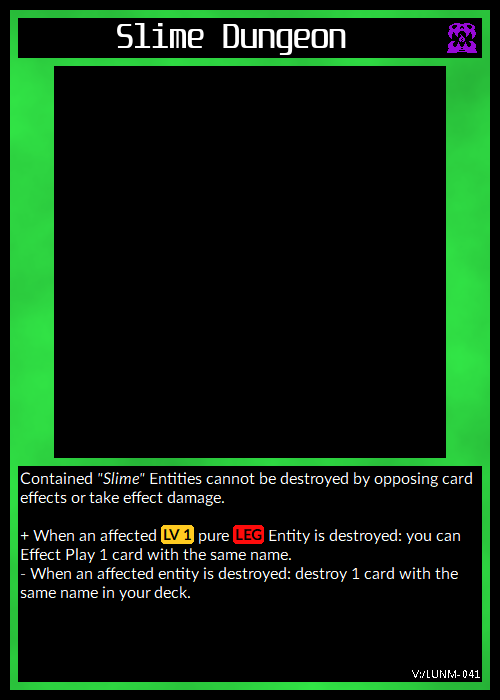 Slime Dungeon
Contained "Slime" Entities cannot be destroyed by opposing card
effects or take effect damage.
+ When an affected LV 1 pure LEG Entity is destroyed: you can
Effect Play 1 card with the same name.
- When an affected entity is destroyed: destroy 1 card with the
same name in your deck.
V:/LUNM-041